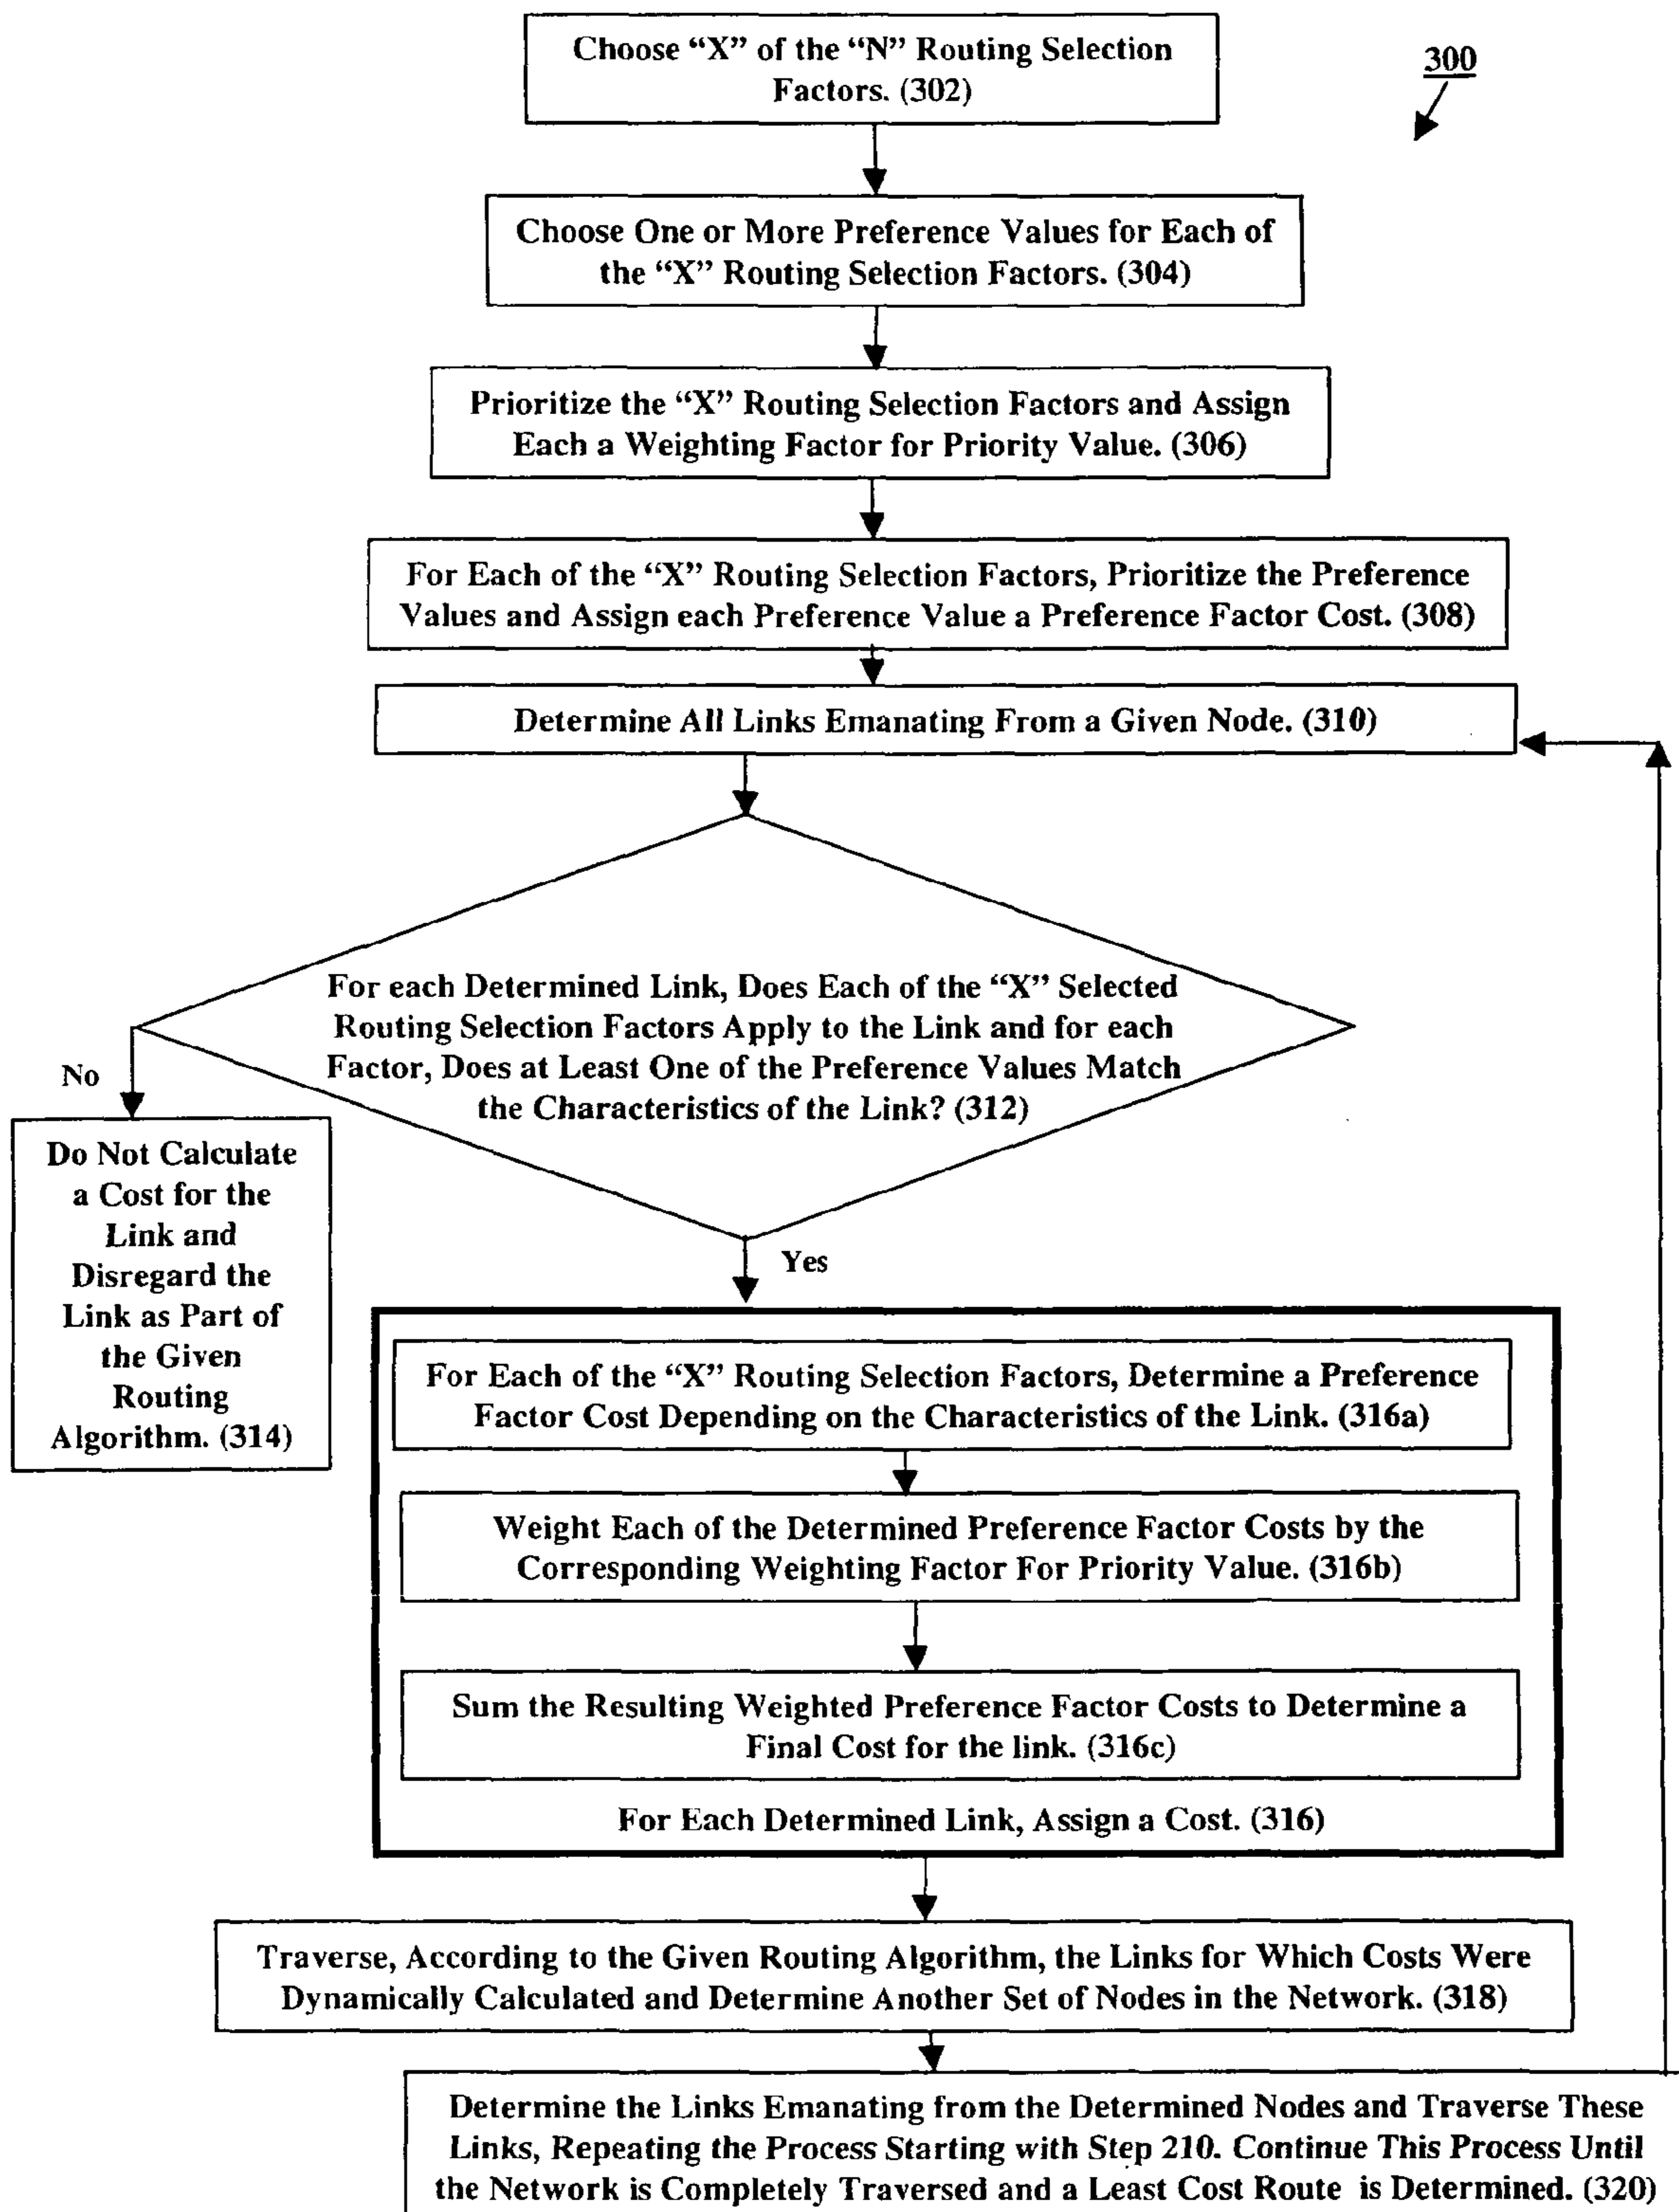 Choose “X” of the “N” Routing Selection
Factors. (302)
300
Choose One or More Preference Values for Each of
the “X” Routing Selection Factors. (304)
Prioritize the “X” Routing Selection Factors and Assign
Each a Weighting Factor for Priority Value. (306)
For Each of the “X” Routing Selection Factors, Prioritize the Preference
Values and Assign each Preference Value a Preference Factor Cost. (308)
Determine All Links Emanating From a Given Node. (310)
For each Determined Link, Does Each of the “X” Selected
Routing Selection Factors Apply to the Link and for each
Factor, Does at Least One of the Preference Values Match
the Characteristics of the Link? (312)
No
Do Not Calculate
a Cost for the
Link and
Disregard the
Link as Part of
the Given
Routing
Algorithm. (314)
Yes
For Each of the “X” Routing Selection Factors, Determine a Preference
Factor Cost Depending on the Characteristics of the Link. (316a)
Weight Each of the Determined Preference Factor Costs by the
Corresponding Weighting Factor For Priority Value. (316b)
Sum the Resulting Weighted Preference Factor Costs to Determine a
Final Cost for the link. (316c)
For Each Determined Link, Assign a Cost. (316)
Traverse, According to the Given Routing Algorithm, the Links for Which Costs Were
Dynamically Calculated and Determine Another Set of Nodes in the Network. (318)
Determine the Links Emanating from the Determined Nodes and Traverse These
Links, Repeating the Process Starting with Step 210. Continue This Process Until
the Network is Completely Traversed and a Least Cost Route is Determined. (320)